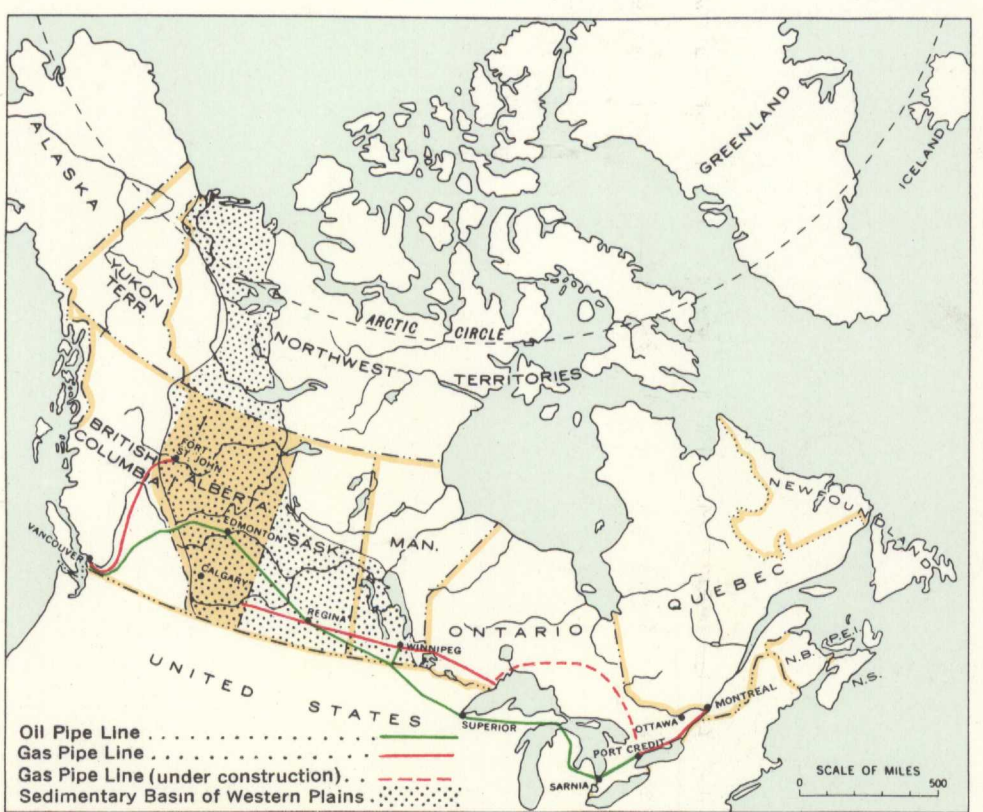 ALASKA
GREENLAND
ICELAND
YUKON
TERR.
ARCTIC CIRCLE
NORTHWEST TERRITORIES
BRITISH
COLUMBIA
FORT
ST. JOHN
ALBERTA
NEWFOUNDLAND
EDMONTON
SASK.
MAN.
VANCOUVER
CALGARY
QUEBEC
REGINA
ONTARIO
WINNIPEG
P.E.I.
N.B.
N.S.
UNITED STATES
MONTREAL
OTTAWA
SUPERIOR
PORT CREDIT
SARNIA
Oil Pipe Line
Gas Pipe Line
Gas Pipe Line (under construction)
Sedimentary Basin of Western Plains
SCALE OF MILES
0 500